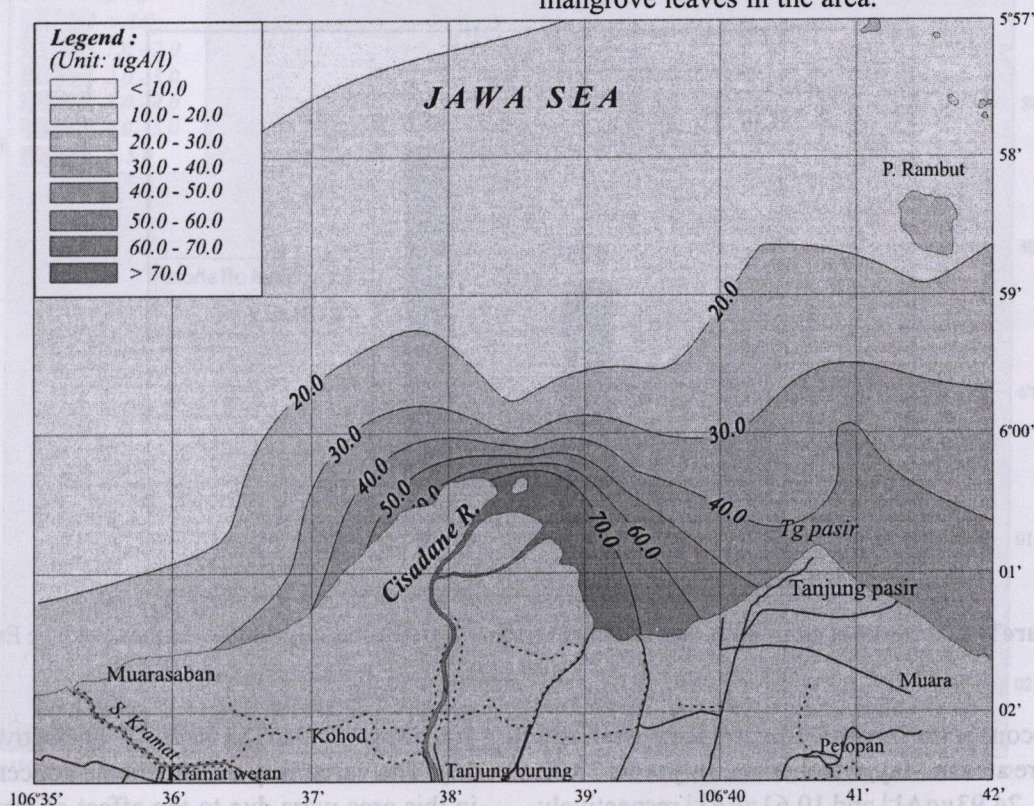 mangrove leaves in the area.
Legend :
(Unit: ugA/l)
< 10.0
10.0 - 20.0
20.0 - 30.0
30.0 - 40.0
40.0 - 50.0
50.0 - 60.0
60.0 - 70.0
> 70.0
JAWA SEA
P. Rambut
5°57'
58'
59'
6°00'
01'
02'
20.0
20.0
30.0
30.0
40.0
40.0
50.0
60.0
70.0
Cisadane R.
Tg pasir
Tanjung pasir
Muarasaban
Muara
S. Kramat
Kohod
Petopan
Kramat wetan
Tanjung burung
106°35'
36'
37'
38'
39'
106°40
41'
42'